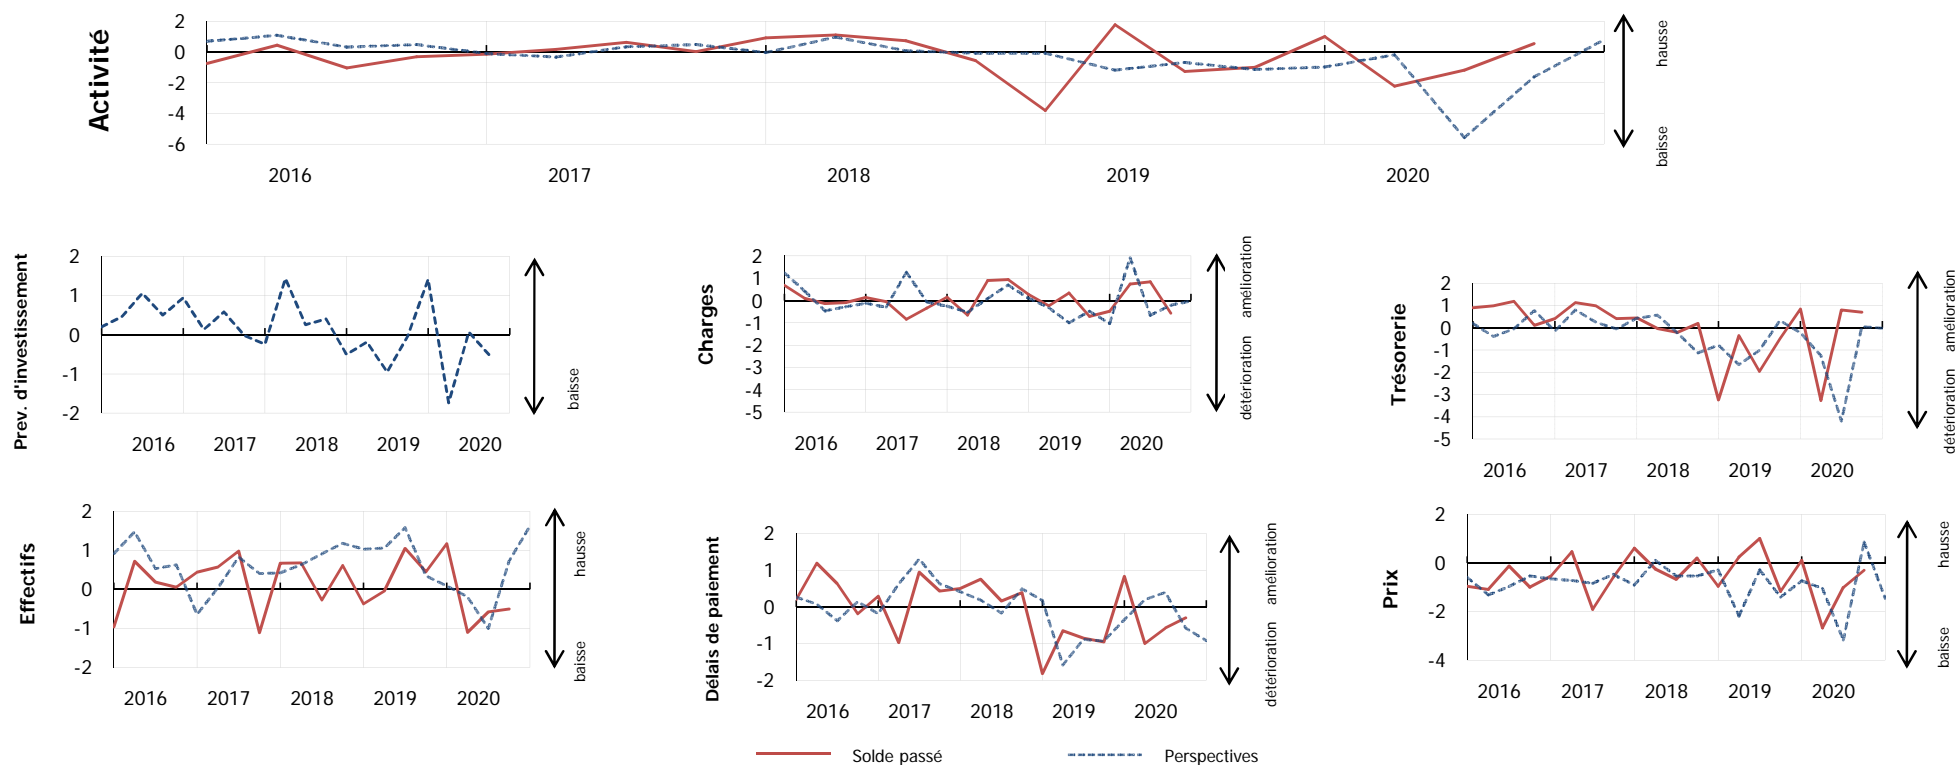 Activité
2
0
-2
-4
-6
2016 2017 2018 2019 2020
hausse
baisse
Prev. d'investissement
2
1
0
-1
-2
2016 2017 2018 2019 2020
baisse
Charges
2
1
0
-1
-2
-3
-4
-5
2016 2017 2018 2019 2020
amélioration
détérioration
Trésorerie
2
1
0
-1
-2
-3
-4
-5
2016 2017 2018 2019 2020
amélioration
détérioration
Effectifs
2
1
0
-1
-2
2016 2017 2018 2019 2020
hausse
baisse
Délais de paiement
2
1
0
-1
-2
2016 2017 2018 2019 2020
amélioration
détérioration
Prix
2
0
-2
-4
2016 2017 2018 2019 2020
hausse
baisse
Solde passé Perspectives